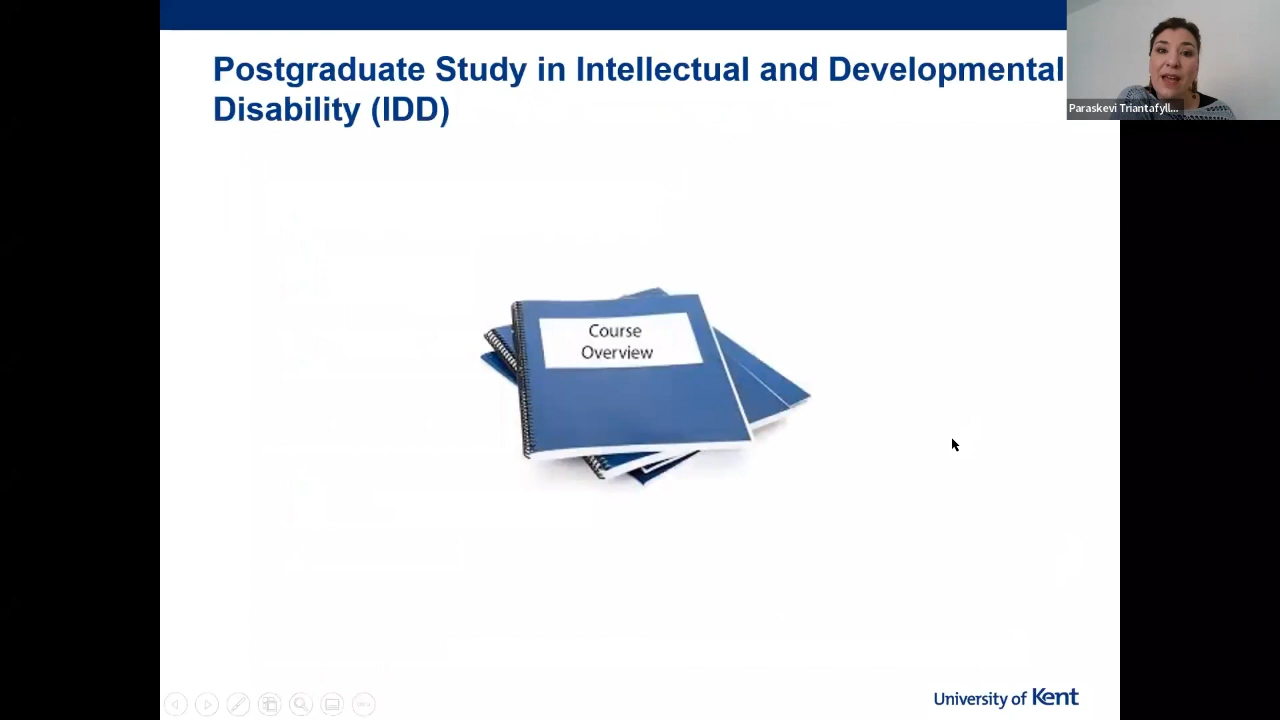 Postgraduate Study in Intellectual and Developmental
Disability (IDD)
Paraskevi Triantafyll...
Course
Overview
University of Kent